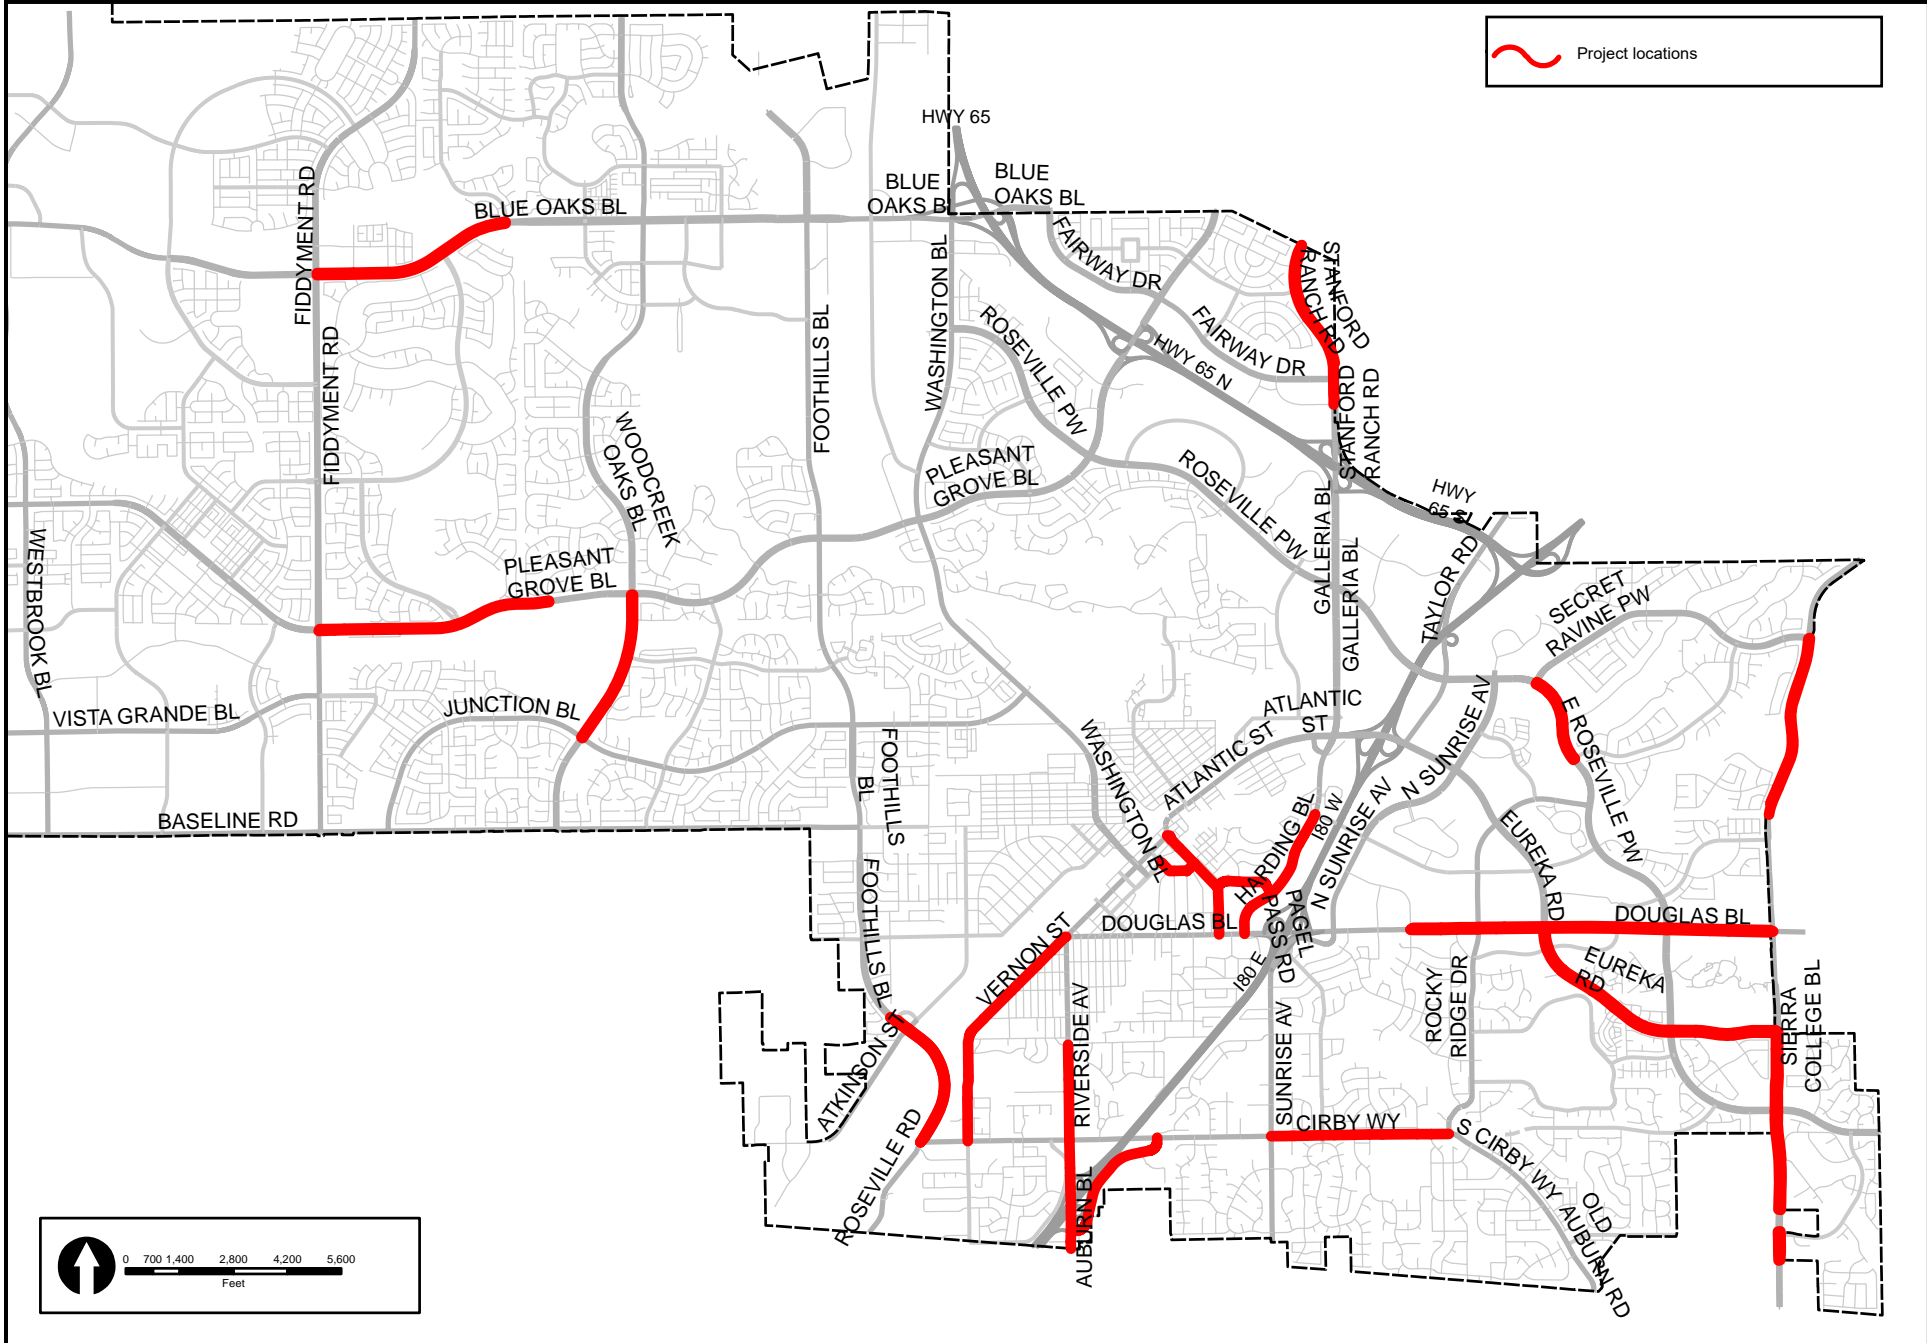 Project locations
HWY 65
BLUE
OAKS BL
BLUE
OAKS B
BLUE OAKS BL
FIDDYMENT RD
FIDDYMENT RD
FAIRWAY DR
FAIRWAY DR
STANFORD
RANCH RD
STANFORD
RANCH RD
WASHINGTON BL
ROSEVILLE PW
HWY 65 N
FOOTHILLS BL
WOODCREEK
OAKS BL
PLEASANT
GROVE BL
ROSEVILLE PW
HWY
65 S
GALLERIA BL
GALLERIA BL
TAYLOR RD
WESTBROOK BL
PLEASANT
GROVE BL
SECRET
RAVINE PW
JUNCTION BL
VISTA GRANDE BL
ATLANTIC
ST
ATLANTIC ST
N SUNRISE AV
E ROSEVILLE PW
WASHINGTON BL
FOOTHILLS
BL
BASELINE RD
HARDING BL
I80 W
N SUNRISE AV
EUREKA RD
FOOTHILLS BL
DOUGLAS BL
DOUGLAS BL
PAGEL
PASS RD
VERNON ST
I80 E
EUREKA
RD
ROCKY
RIDGE DR
SIERRA
COLLEGE BL
ATKINSON ST
RIVERSIDE AV
SUNRISE AV
CIRBY WY
S CIRBY WY
ROSEVILLE RD
AUBURN BL
OLD
AUBURN RD
0 700 1,400 2,800 4,200 5,600
Feet